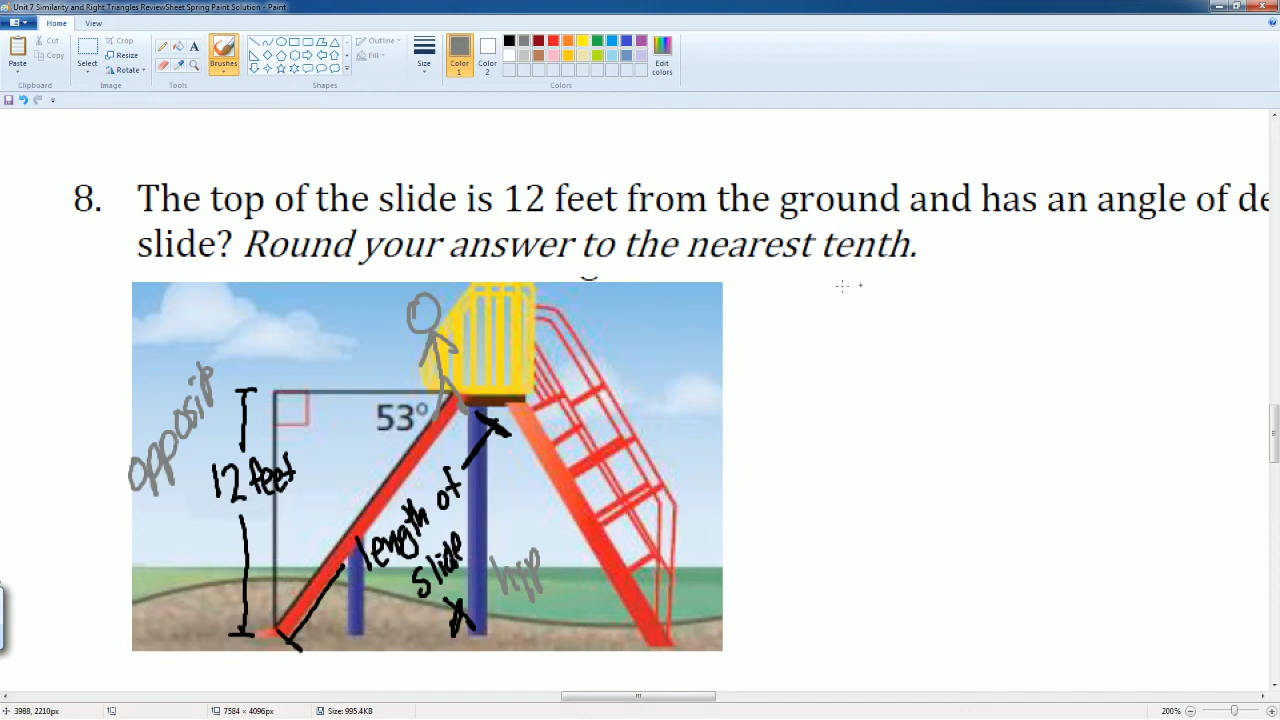 Unit 7 Similarity and Right Triangles ReviewSheet Spring Paint Solution - Paint
Home View
Paste
Cut
Copy
Clipboard
Select
Crop
Resize
Rotate
Image
A
Tools
Brushes
Outline
Fill
Shapes
Size
Color 1
Color 2
Edit colors
Colors
8. The top of the slide is 12 feet from the ground and has an angle of de
slide? Round your answer to the nearest tenth.
53°
opposit
12 feet
length of
slide
x
hyp
3988, 2210px
7584 × 4096px
Size: 995.4KB
200%